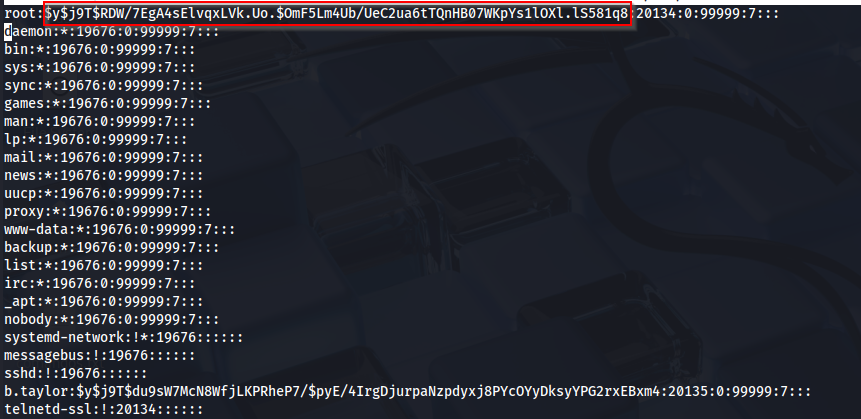 root:$y$j9T$RDW/7EgA4sElvqxLVk.Uo.$OmF5Lm4Ub/UeC2ua6tTQnHB07WKpYs1lOXl.lS581q8:20134:0:99999:7:::
daemon:*:19676:0:99999:7:::
bin:*:19676:0:99999:7:::
sys:*:19676:0:99999:7:::
sync:*:19676:0:99999:7:::
games:*:19676:0:99999:7:::
man:*:19676:0:99999:7:::
lp:*:19676:0:99999:7:::
mail:*:19676:0:99999:7:::
news:*:19676:0:99999:7:::
uucp:*:19676:0:99999:7:::
proxy:*:19676:0:99999:7:::
www-data:*:19676:0:99999:7:::
backup:*:19676:0:99999:7:::
list:*:19676:0:99999:7:::
irc:*:19676:0:99999:7:::
_apt:*:19676:0:99999:7:::
nobody:*:19676:0:99999:7:::
systemd-network:!*:19676::::::
messagebus:!:19676::::::
sshd:!:19676::::::
b.taylor:$y$j9T$du9sW7McN8WfjLKPRheP7/$pyE/4IrgDjurpaNzpdyxj8PYcOYyDksyYPG2rxEBxm4:20135:0:99999:7:::
telnetd-ssl:!:20134::::::